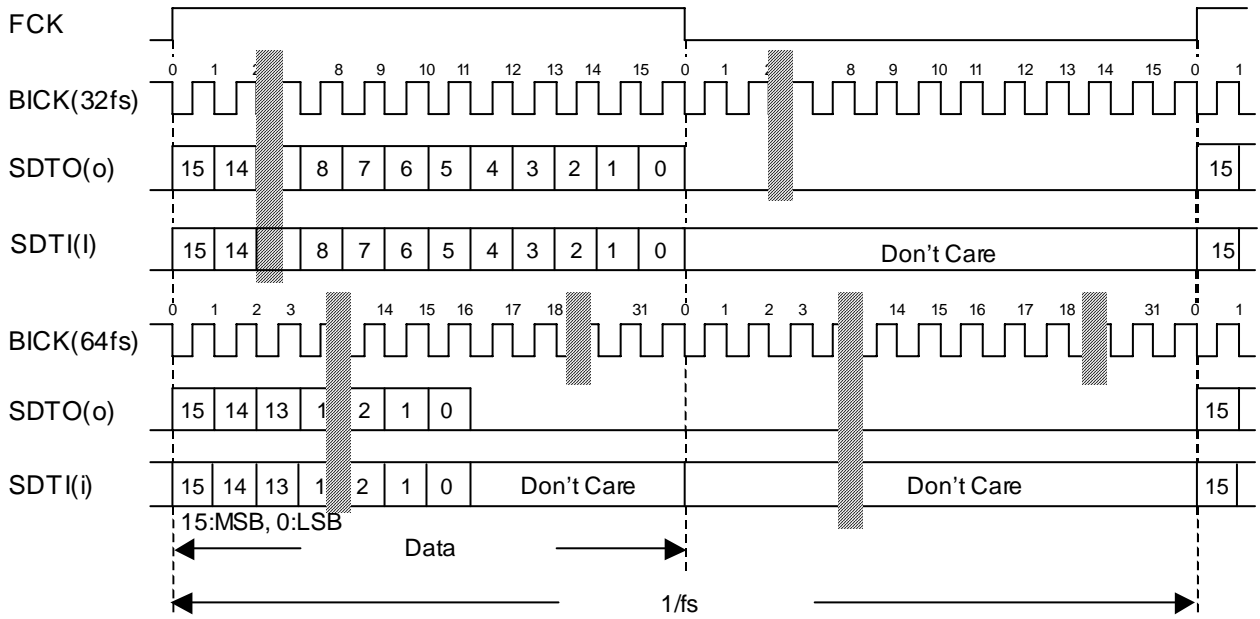 FCK
0 1 2 8 9 10 11 12 13 14 15 0 1 2 8 9 10 11 12 13 14 15 0 1
BICK(32fs)
SDTO(o) 15 14 8 7 6 5 4 3 2 1 0 15
SDTI(I) 15 14 8 7 6 5 4 3 2 1 0 Don't Care 15
0 1 2 3 14 15 16 17 18 31 0 1 2 3 14 15 16 17 18 31 0 1
BICK(64fs)
SDTO(o) 15 14 13 1 2 1 0 15
SDTI(i) 15 14 13 1 2 1 0 Don't Care Don't Care 15
15:MSB, 0:LSB
Data
1/fs